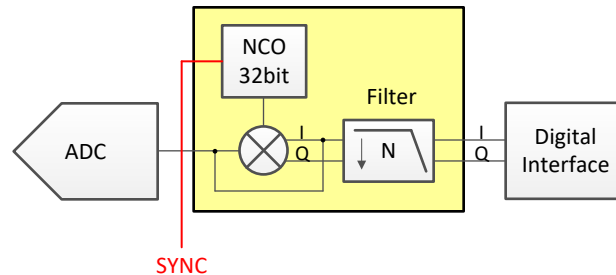 NCO
32bit
Filter
ADC
I
Q
N
I
Q
Digital
Interface
SYNC